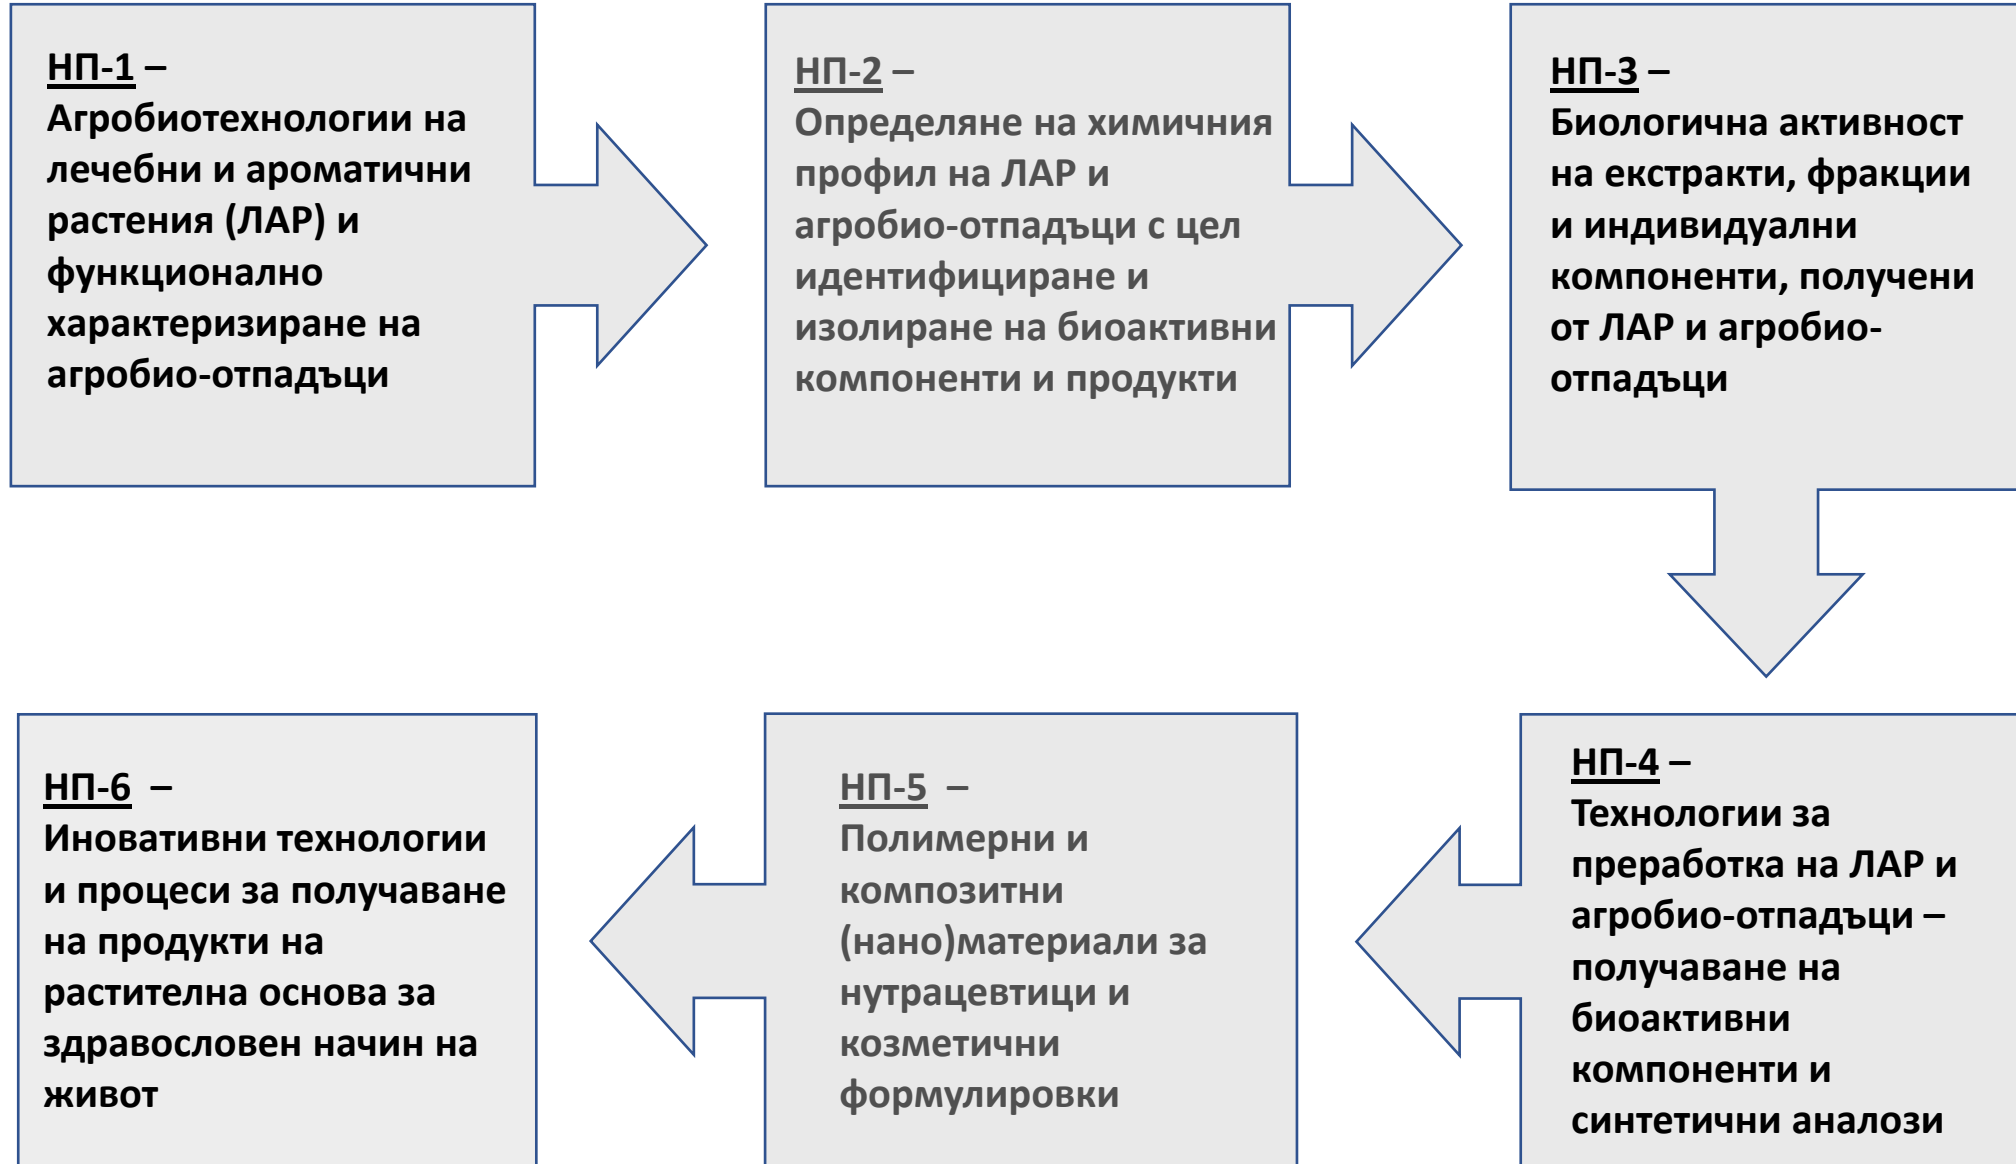 НП-1 –
Агробиотехнологии на
лечебни и ароматични
растения (ЛАР) и
функционално
характеризиране на
агробио-отпадъци
НП-2 –
Определяне на химичния
профил на ЛАР и
агробио-отпадъци с цел
идентифициране и
изолиране на биоактивни
компоненти и продукти
НП-3 –
Биологична активност
на екстракти, фракции
и индивидуални
компоненти, получени
от ЛАР и агробио-
отпадъци
НП-4 –
Технологии за
преработка на ЛАР и
агробио-отпадъци –
получаване на
биоактивни
компоненти и
синтетични аналози
НП-5 –
Полимерни и
композитни
(нано)материали за
нутрацевтици и
козметични
формулировки
НП-6 –
Иновативни технологии
и процеси за получаване
на продукти на
растителна основа за
здравословен начин на
живот